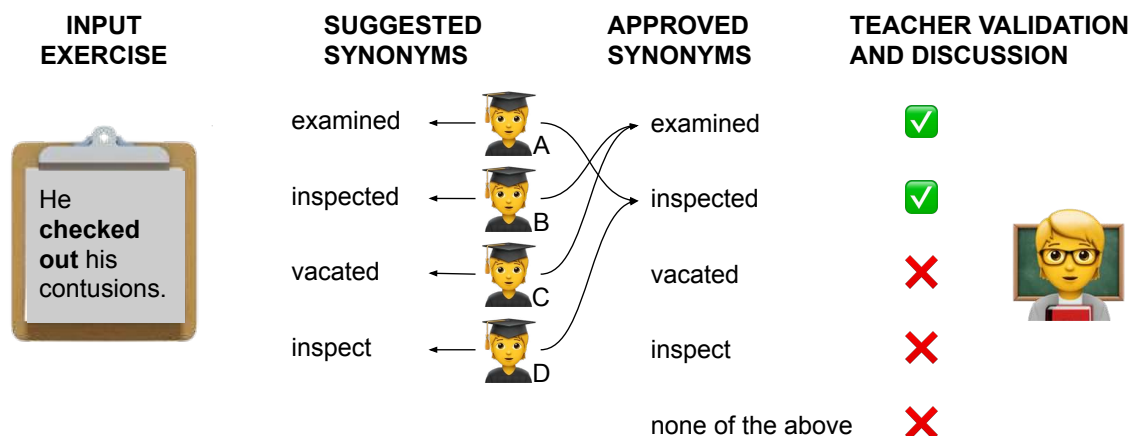 INPUT
EXERCISE
SUGGESTED
SYNONYMS
APPROVED
SYNONYMS
TEACHER VALIDATION
AND DISCUSSION
He
checked
out his
contusions.
examined
A
examined
inspected
B
inspected
vacated
C
vacated
inspect
D
inspect
none of the above